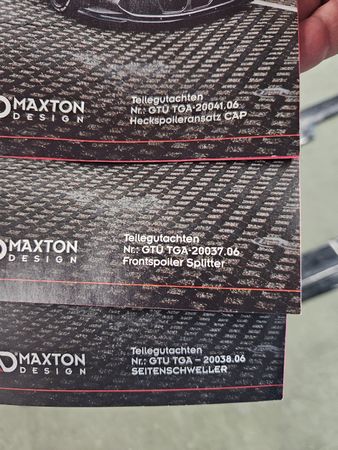 MAXTON
DESIGN
Teilegutachten
Nr.: GTÜ TGA-20041.06
Heckspoileransatz CAP
MAXTON
DESIGN
Teilegutachten
Nr.: GTÜ TGA-20037.06
Frontspoiler Splitter
MAXTON
DESIGN
Teilegutachten
Nr.: GTÜ TGA – 20038.06
SEITENSCHWELLER